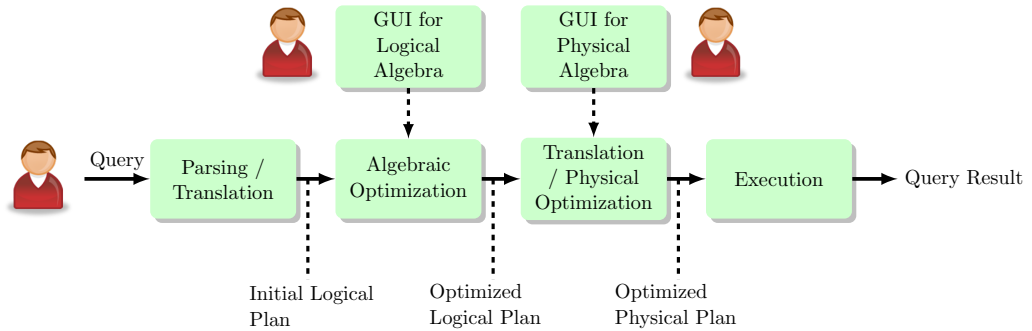 GUI for
Logical
Algebra
GUI for
Physical
Algebra
Query
Parsing /
Translation
Algebraic
Optimization
Translation
/ Physical
Optimization
Execution
Query Result
Initial Logical
Plan
Optimized
Logical Plan
Optimized
Physical Plan